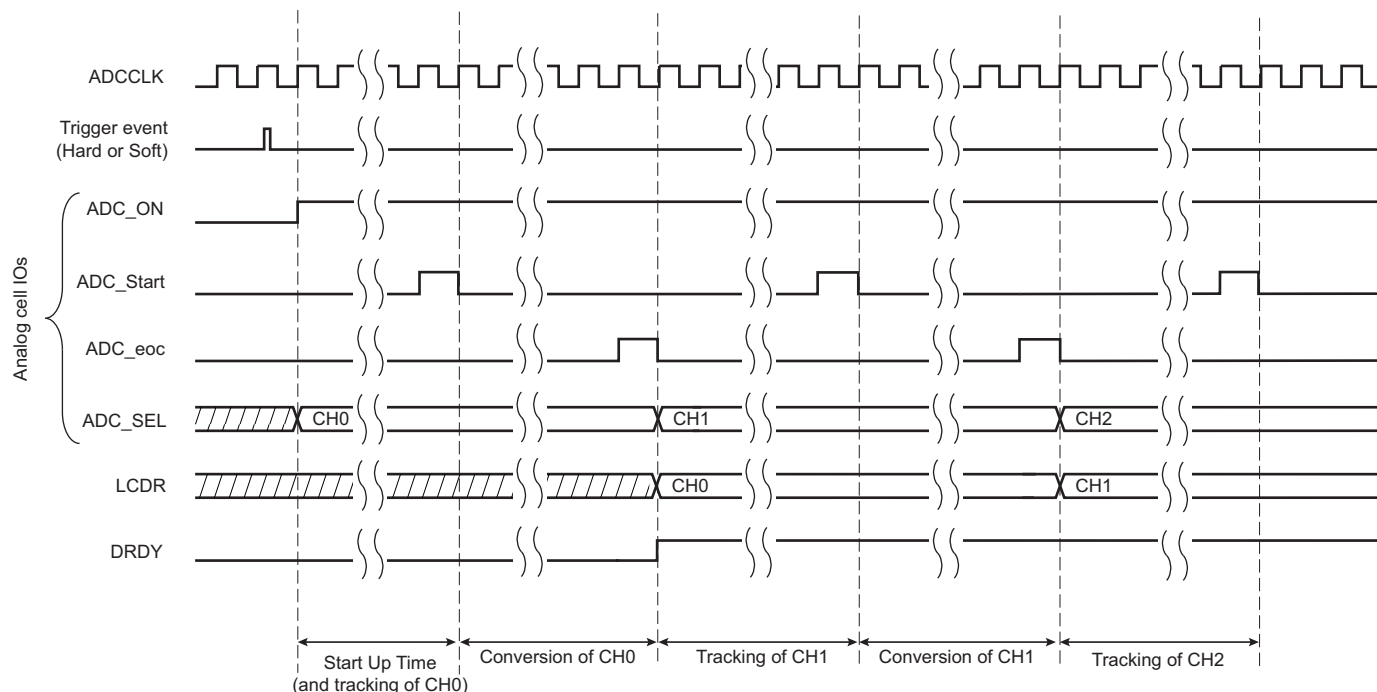 ADCCLK
Trigger event
(Hard or Soft)
Analog cell IOs
ADC_ON
ADC_Start
ADC_eoc
ADC_SEL
CH0
CH1
CH2
LCDR
CH0
CH1
DRDY
Start Up Time
(and tracking of CH0)
Conversion of CH0
Tracking of CH1
Conversion of CH1
Tracking of CH2